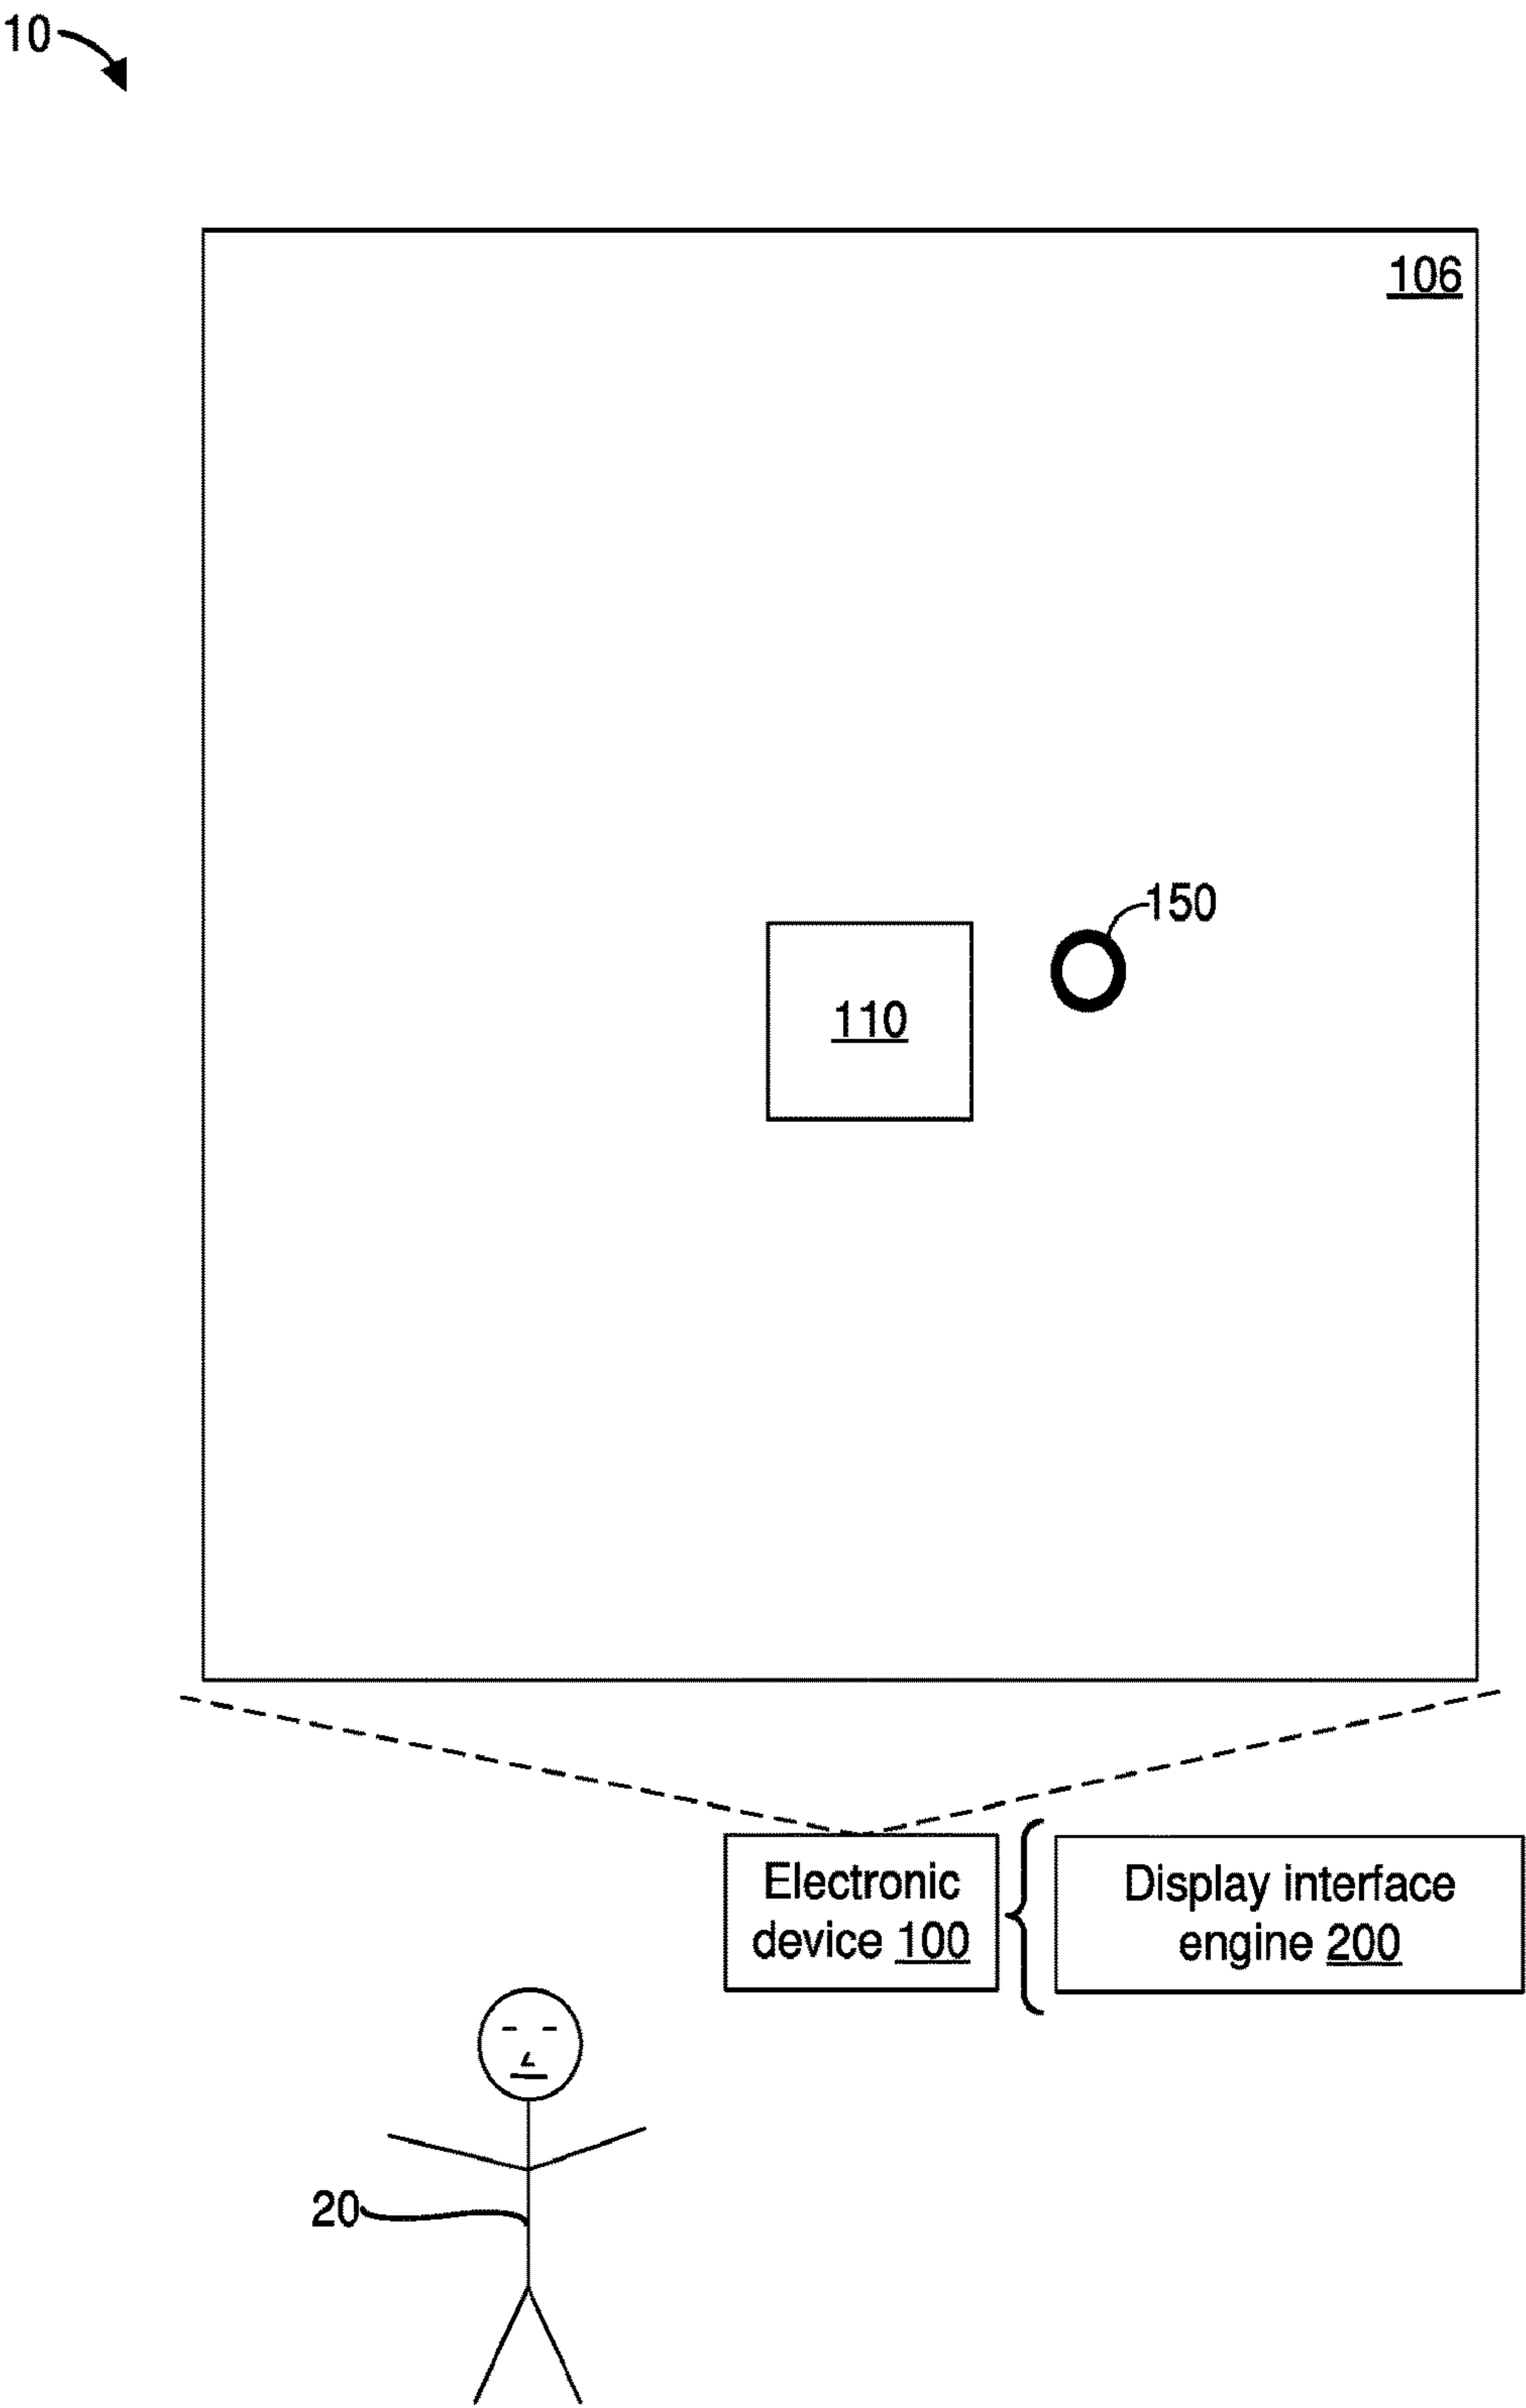 10
106
150
110
Electronic
device 100
Display interface
engine 200
20